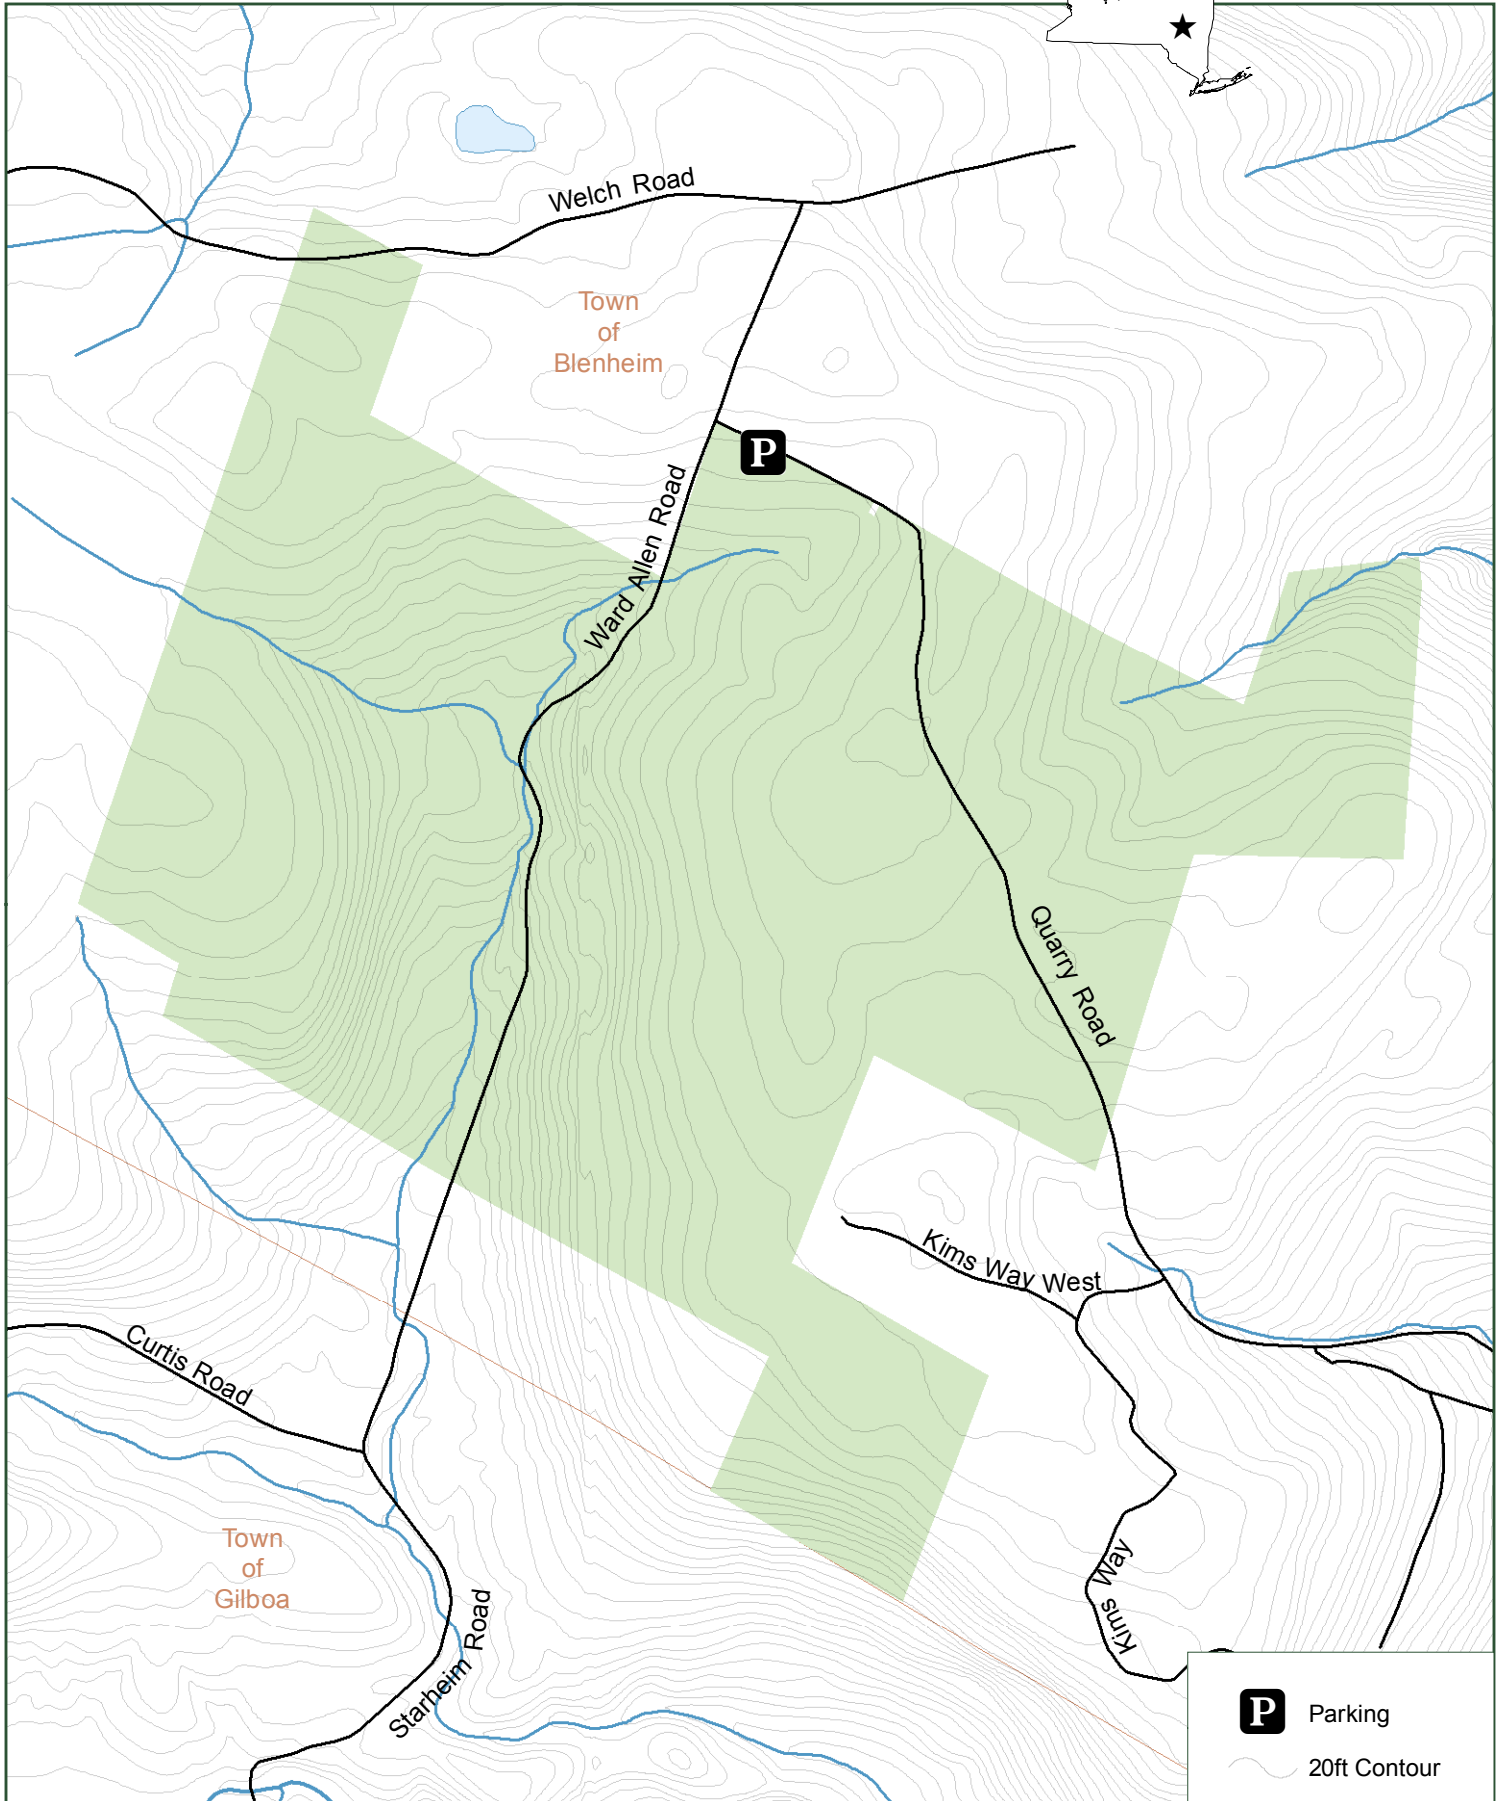 Welch Road
Town
of
Blenheim
P
Ward Allen Road
Quarry Road
Kims Way West
Curtis Road
Town
of
Gilboa
Kims Way
Starheim Road
P Parking
20ft Contour